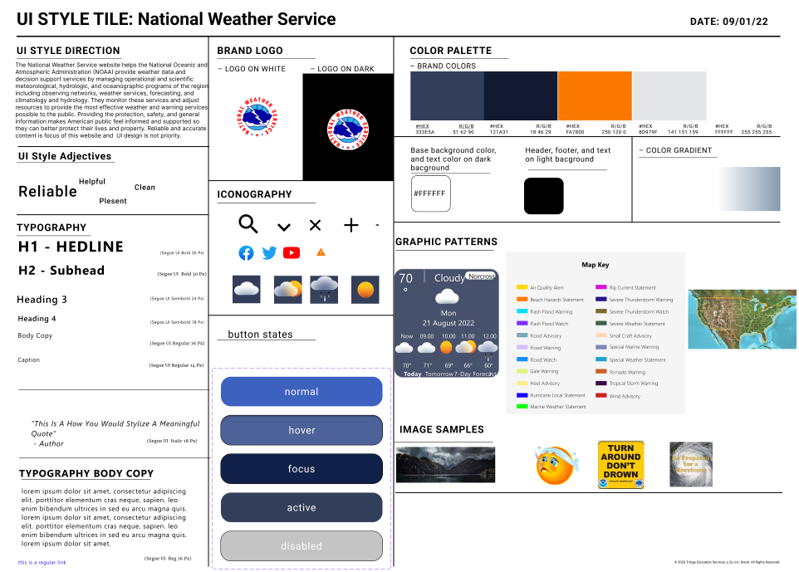 UI STYLE TILE: National Weather Service
DATE: 09/01/22
UI STYLE DIRECTION
The National Weather Service website helps the National Oceanic and
Atmospheric Administration (NOAA) provide weather data and
decision support services by managing operational and scientific
meteorological, hydrologic, and oceanographic programs of the region
including observing networks, weather services, forecasting, and
climatology and hydrology. They monitor these services and adjust
resources to provide the most effective weather and warning services
possible to the public. Providing the protection, safety, and general
information makes American public feel informed and supported so
they can better protect their lives and property. Reliable and accurate
content is focus of this website and UI design is not priority.
UI Style Adjectives
Reliable
Helpful
Clean
Plesent
TYPOGRAPHY
H1 - HEDLINE
(Segoe UI Bold 36 Px)
H2 - Subhead
(Segoe UI Bold 30 Px)
Heading 3
(Segoe UI Semibold 24 Px)
Heading 4
(Segoe UI Semibold 18 Px)
Body Copy
(Segoe UI Regular 16 Px)
Caption
(Segoe UI Regular 14 Px)
"This Is A How You Would Stylize A Meaningful
Quote"
- Author
(Segoe UI Italic 18 Px)
TYPOGRAPHY BODY COPY
lorem ipsum dolor sit amet, consectetur adipiscing
elit. porttitor elementum cras neque, sapien. leo
enim bibendum ultrices in sed eu arcu magna quis.
lorem ipsum dolor sit amet, consectetur adipiscing
elit. porttitor elementum cras neque, sapien. leo
enim bibendum ultrices in sed eu arcu magna quis.
lorem ipsum dolor sit amet.
(Segoe UI Reg 16 Px)
this is a regular link
BRAND LOGO
– LOGO ON WHITE
– LOGO ON DARK
NATIONAL WEATHER SERVICE
NATIONAL WEATHER SERVICE
ICONOGRAPHY
button states
normal
hover
focus
active
disabled
COLOR PALETTE
– BRAND COLORS
#HEX R/G/B
333E5A 51 62 90
#HEX R/G/B
121A31 18 46 29
#HEX R/G/B
FA7800 250 120 0
#HEX R/G/B
8D979F 141 151 159
#HEX R/G/B
FFFFFF 255 255 255
Base background color,
and text color on dark
bacground
#FFFFFF
Header, footer, and text
on light bacground
– COLOR GRADIENT
GRAPHIC PATTERNS
70
°
Cloudy
Norcross
Mon
21 August 2022
Now 09.00 10.00 11.00 12.00
70° 71° 69° 66° 60°
Today Tomorrow 7-Day Forecast
Map Key
Air Quality Alert
Beach Hazards Statement
Flash Flood Warning
Flash Flood Watch
Flood Advisory
Flood Warning
Flood Watch
Gale Warning
Heat Advisory
Hurricane Local Statement
Marine Weather Statement
Rip Current Statement
Severe Thunderstorm Warning
Severe Thunderstorm Watch
Severe Weather Statement
Small Craft Advisory
Special Marine Warning
Special Weather Statement
Tornado Warning
Tropical Storm Warning
Wind Advisory
IMAGE SAMPLES
TURN
AROUND
DON'T
DROWN
Be Prepared
for a
Hurricane
© 2020 Trilogy Education Services, a 2U, Inc. brand. All Rights Reserved.